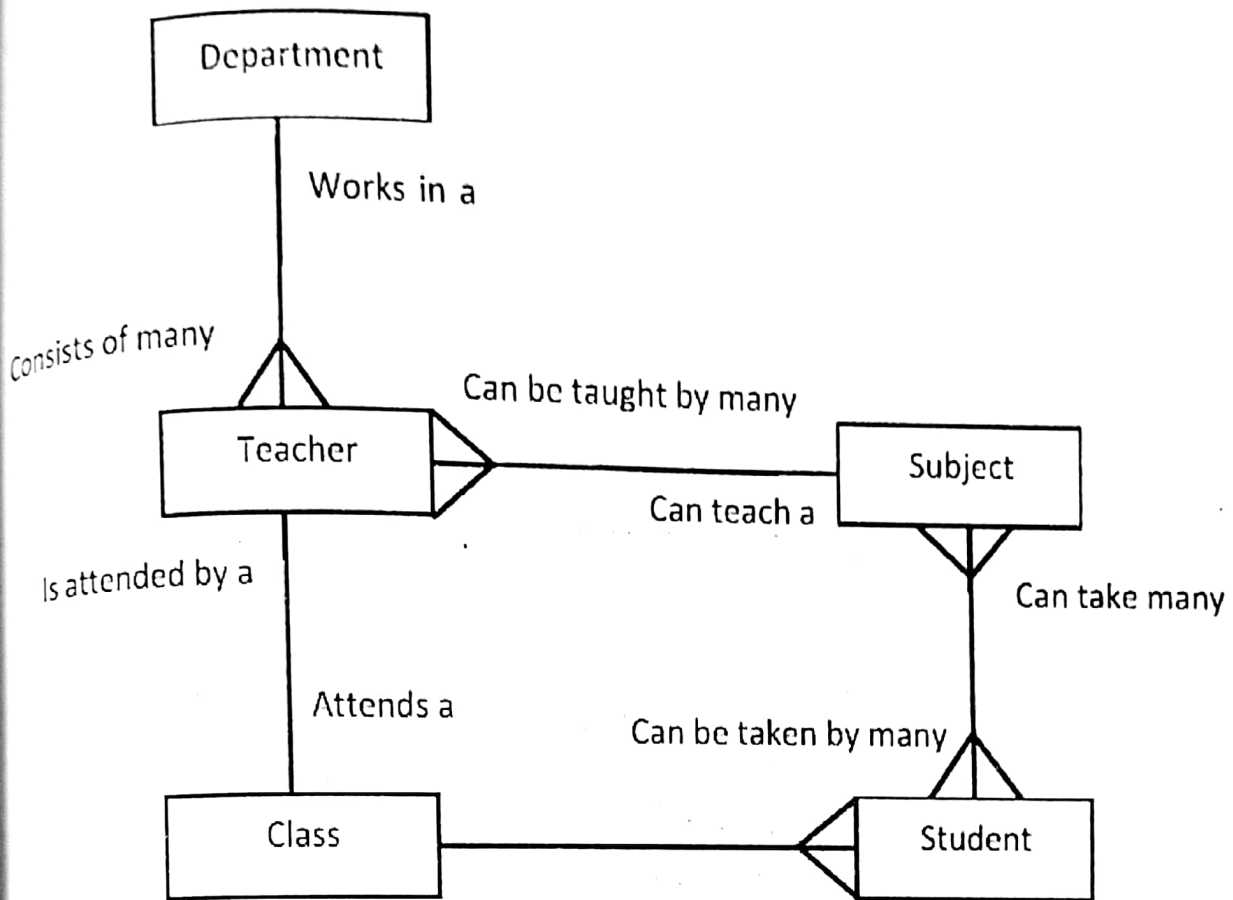 Department
Works in a
Consists of many
Can be taught by many
Teacher
Subject
Can teach a
Is attended by a
Can take many
Attends a
Can be taken by many
Class
Student